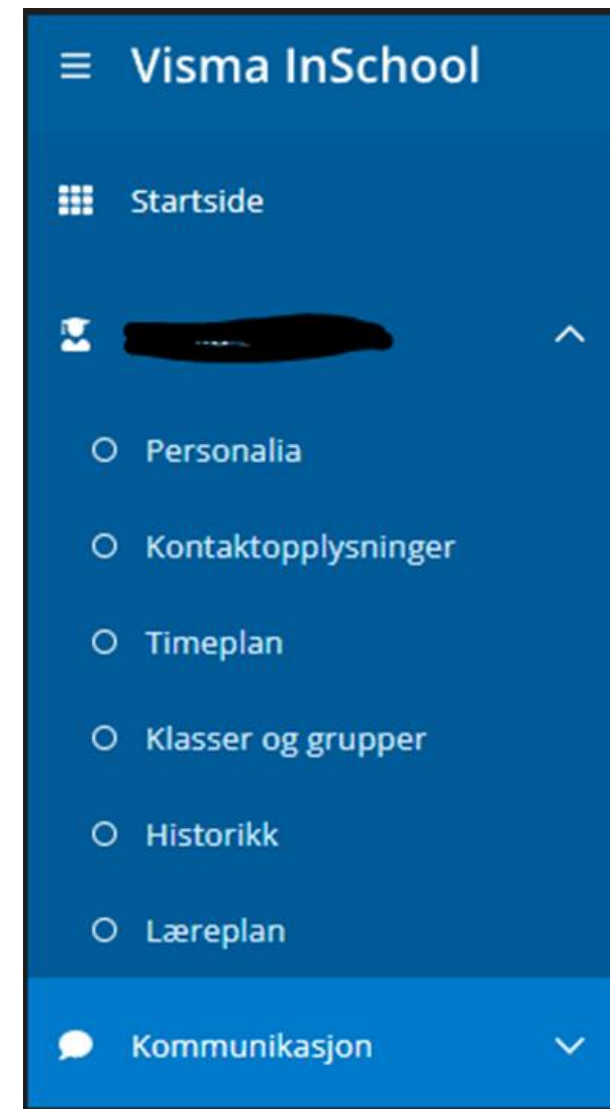 Visma InSchool
Startside
Personalia
Kontaktopplysninger
Timeplan
Klasser og grupper
Historikk
Læreplan
Kommunikasjon